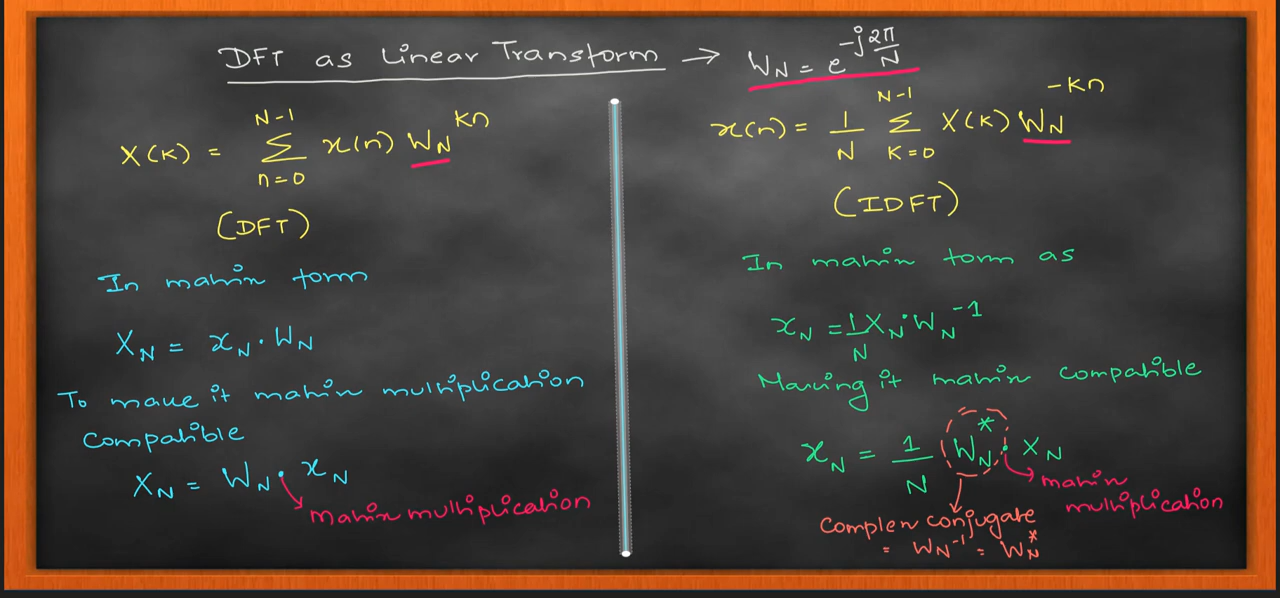 DFT as Linear Transform → W_N = e^{-j2π/N}
X(k) = Σ_{n=0}^{N-1} x(n) W_N^{kn}
(DFT)
In matrix form
X_N = x_N . W_N
To make it matrix multiplication
compatible
X_N = W_N . x_N
matrix multiplication
x(n) = 1/N Σ_{k=0}^{N-1} X(k) W_N^{-kn}
(IDFT)
In matrix form as
x_N = 1/N X_N . W_N^{-1}
Making it matrix compatible
x_N = 1/N W_N^* . X_N
matrix
multiplication
Complex conjugate
= W_N^{-1} = W_N^*